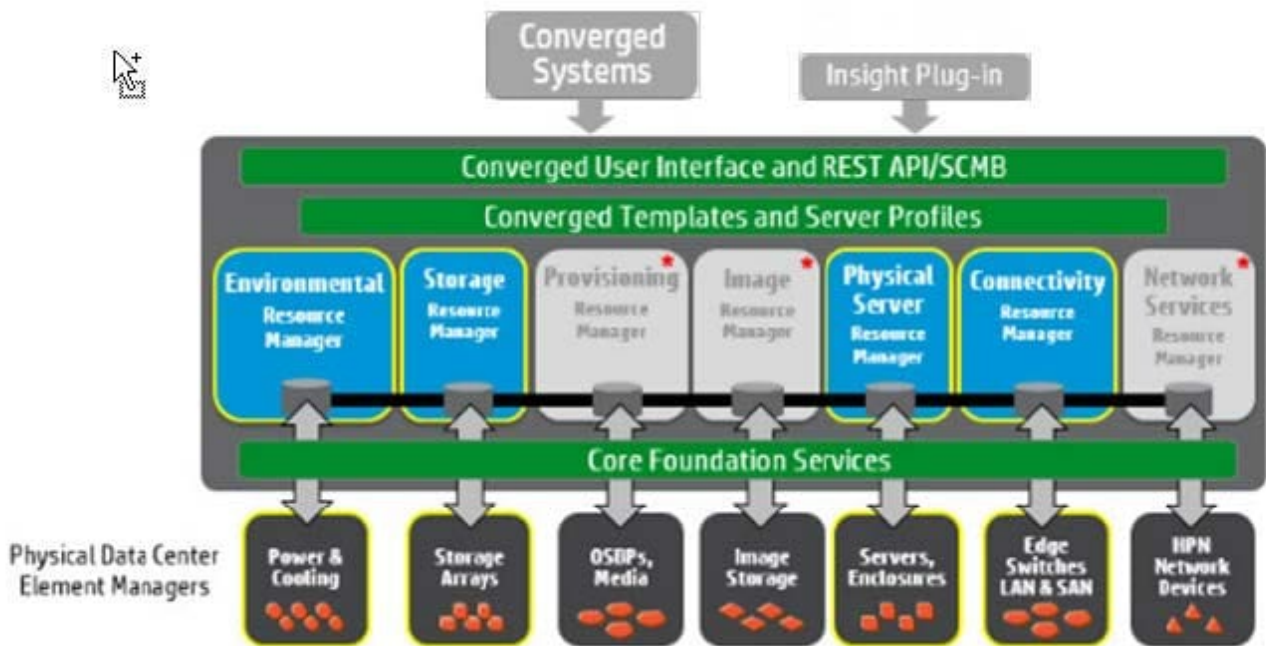 Converged
Systems
Insight Plug-in
Converged User Interface and REST API/SCMB
Converged Templates and Server Profiles
Environmental
Resource
Manager
Storage
Resource
Manager
Provisioning *
Resource
Manager
Image *
Resource
Manager
Physical
Server
Resource
Manager
Connectivity
Resource
Manager
Network *
Services
Resource
Manager
Core Foundation Services
Physical Data Center
Element Managers
Power &
Cooling
Storage
Arrays
OSBPs,
Media
Image
Storage
Servers,
Enclosures
Edge
Switches
LAN & SAN
HPN
Network
Devices